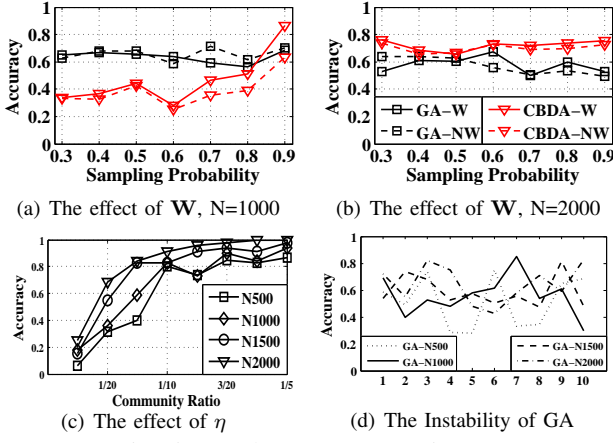 Accuracy
1
0.8
0.6
0.4
0.2
0
0.3 0.4 0.5 0.6 0.7 0.8 0.9
Sampling Probability
(a) The effect of W, N=1000
Accuracy
1
0.8
0.6
0.4
0.2
0
GA-W
GA-NW
CBDA-W
CBDA-NW
0.3 0.4 0.5 0.6 0.7 0.8 0.9
Sampling Probability
(b) The effect of W, N=2000
Accuracy
1
0.8
0.6
0.4
0.2
0
N500
N1000
N1500
N2000
1/20 1/10 3/20 1/5
Community Ratio
(c) The effect of η
Accuracy
1
0.8
0.6
0.4
0.2
0
GA-N500
GA-N1000
GA-N1500
GA-N2000
1 2 3 4 5 6 7 8 9 10
(d) The Instability of GA